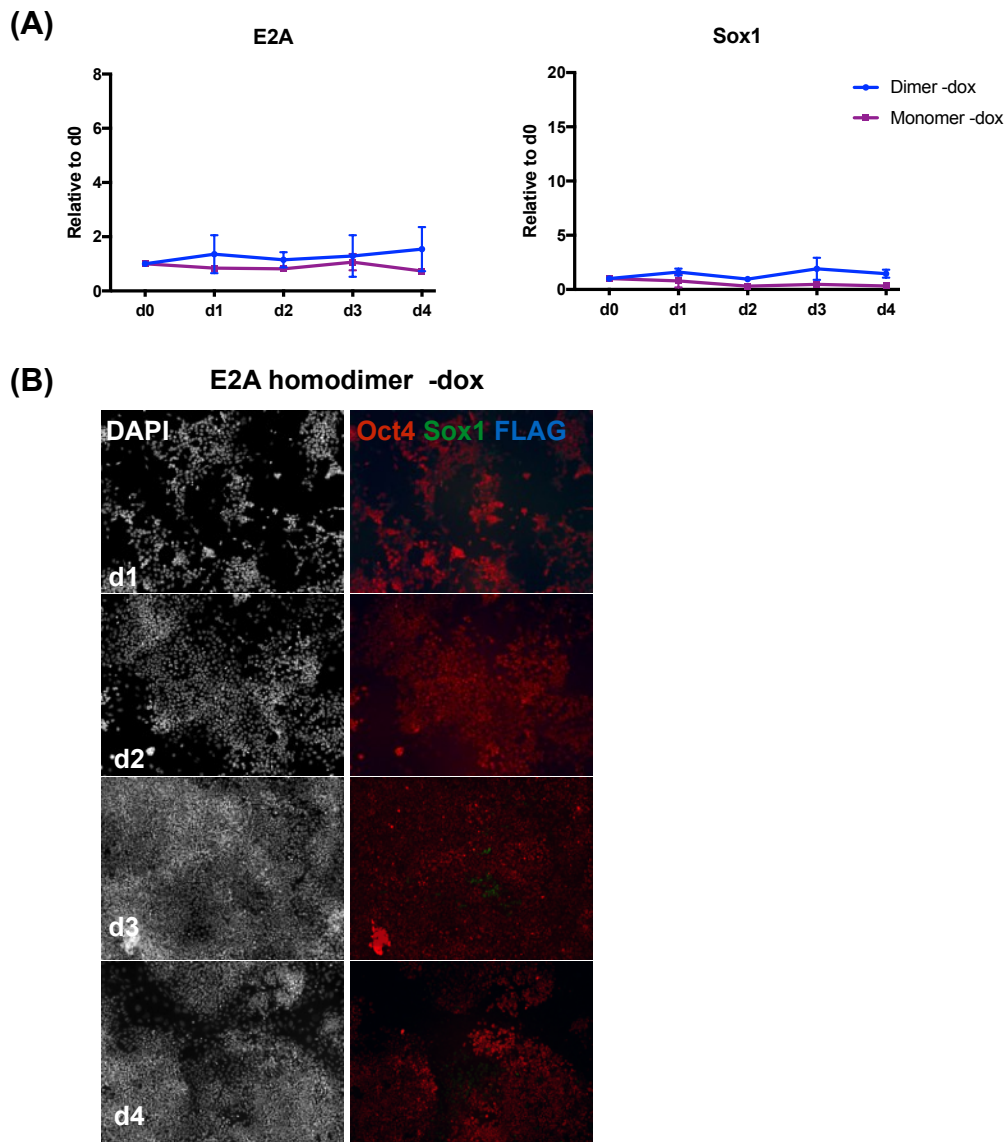 (A)
E2A
Relative to d0
8
6
4
2
0
d0 d1 d2 d3 d4
Sox1
Relative to d0
20
15
10
5
0
d0 d1 d2 d3 d4
Dimer -dox
Monomer -dox
(B)
E2A homodimer -dox
DAPI
Oct4 Sox1 FLAG
d1
d2
d3
d4